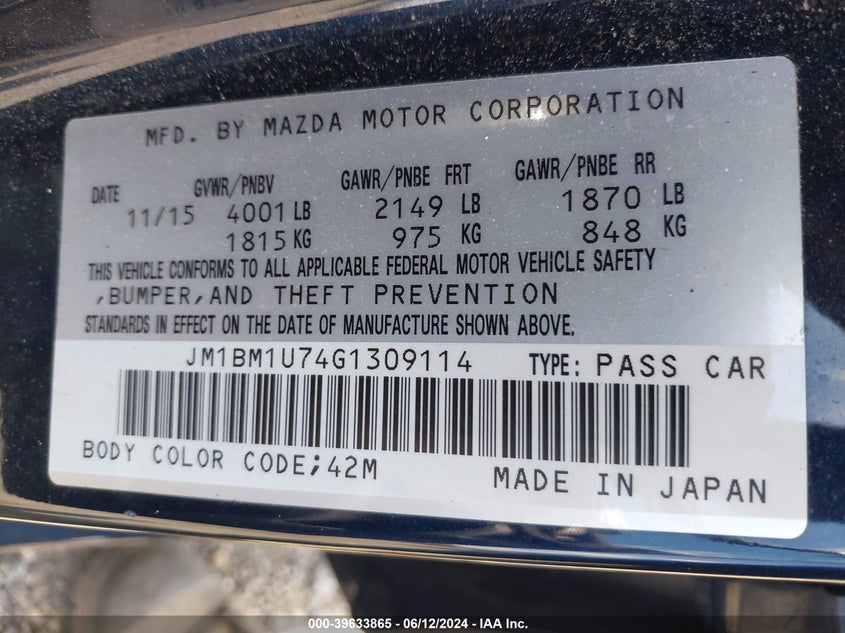 MFD. BY MAZDA MOTOR CORPORATION
DATE GVWR/PNBV GAWR/PNBE FRT GAWR/PNBE RR
11/15 4001 LB 2149 LB 1870 LB
1815 KG 975 KG 848 KG
THIS VEHICLE CONFORMS TO ALL APPLICABLE FEDERAL MOTOR VEHICLE SAFETY
,BUMPER,AND THEFT PREVENTION
STANDARDS IN EFFECT ON THE DATE OF MANUFACTURE SHOWN ABOVE.
JM1BM1U74G1309114 TYPE: PASS CAR
BODY COLOR CODE;42M MADE IN JAPAN
000-39633865 - 06/12/2024 - IAA Inc.